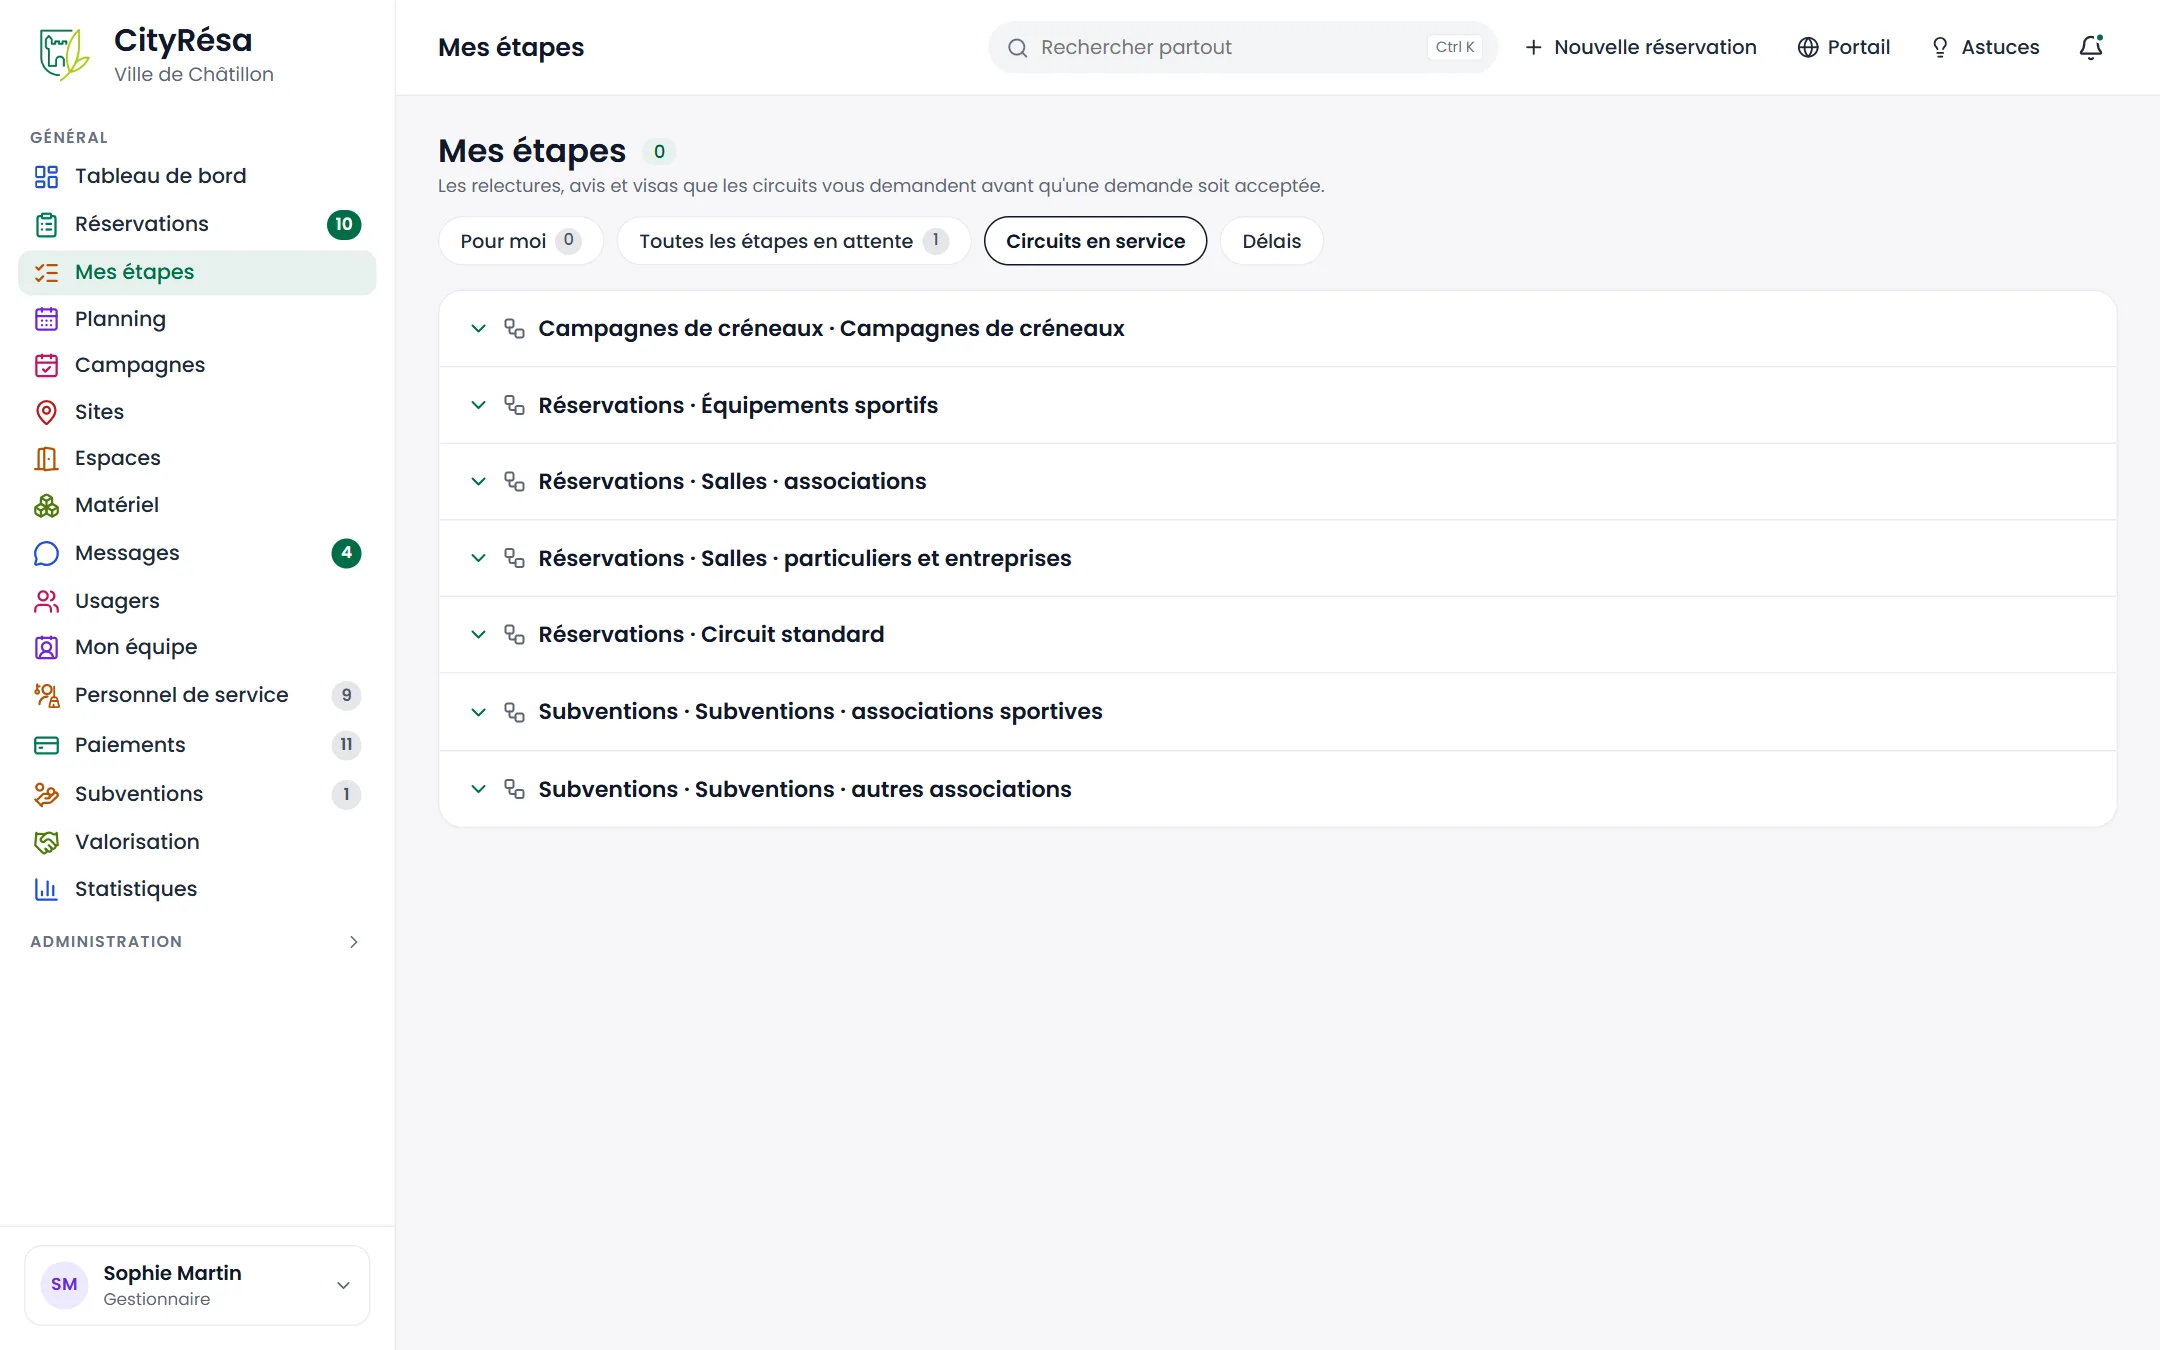 CityRésa
Ville de Châtillon
GÉNÉRAL
Tableau de bord
Réservations 10
Mes étapes
Planning
Campagnes
Sites
Espaces
Matériel
Messages 4
Usagers
Mon équipe
Personnel de service 9
Paiements 11
Subventions 1
Valorisation
Statistiques
ADMINISTRATION
SM
Sophie Martin
Gestionnaire
Mes étapes
Rechercher partout Ctrl K
Nouvelle réservation
Portail
Astuces
Mes étapes 0
Les relectures, avis et visas que les circuits vous demandent avant qu'une demande soit acceptée.
Pour moi 0
Toutes les étapes en attente 1
Circuits en service
Délais
Campagnes de créneaux · Campagnes de créneaux
Réservations · Équipements sportifs
Réservations · Salles · associations
Réservations · Salles · particuliers et entreprises
Réservations · Circuit standard
Subventions · Subventions · associations sportives
Subventions · Subventions · autres associations